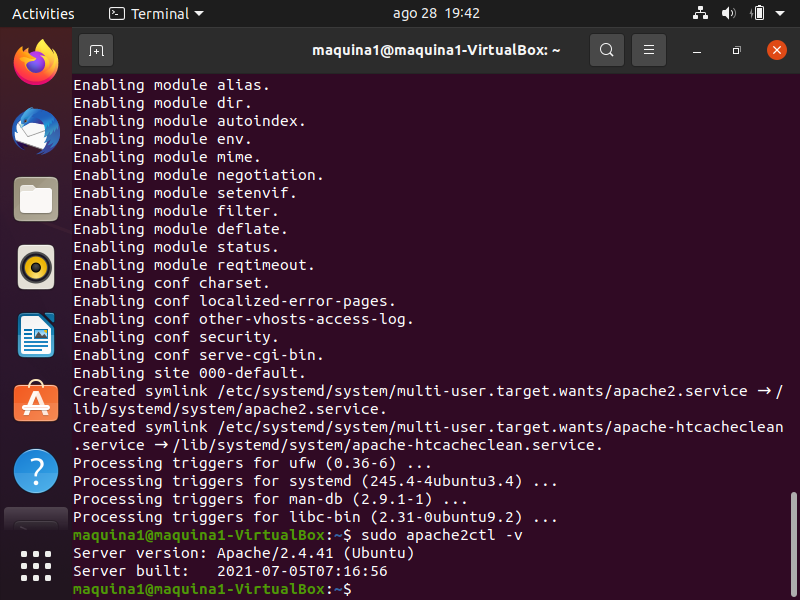 Activities
Terminal
ago 28 19:42
maquina1@maquina1-VirtualBox: ~
Enabling module alias.
Enabling module dir.
Enabling module autoindex.
Enabling module env.
Enabling module mime.
Enabling module negotiation.
Enabling module setenvif.
Enabling module filter.
Enabling module deflate.
Enabling module status.
Enabling module reqtimeout.
Enabling conf charset.
Enabling conf localized-error-pages.
Enabling conf other-vhosts-access-log.
Enabling conf security.
Enabling conf serve-cgi-bin.
Enabling site 000-default.
Created symlink /etc/systemd/system/multi-user.target.wants/apache2.service → /
lib/systemd/system/apache2.service.
Created symlink /etc/systemd/system/multi-user.target.wants/apache-htcacheclean
.service → /lib/systemd/system/apache-htcacheclean.service.
Processing triggers for ufw (0.36-6) ...
Processing triggers for systemd (245.4-4ubuntu3.4) ...
Processing triggers for man-db (2.9.1-1) ...
Processing triggers for libc-bin (2.31-0ubuntu9.2) ...
maquina1@maquina1-VirtualBox:~$ sudo apache2ctl -v
Server version: Apache/2.4.41 (Ubuntu)
Server built:   2021-07-05T07:16:56
maquina1@maquina1-VirtualBox:~$